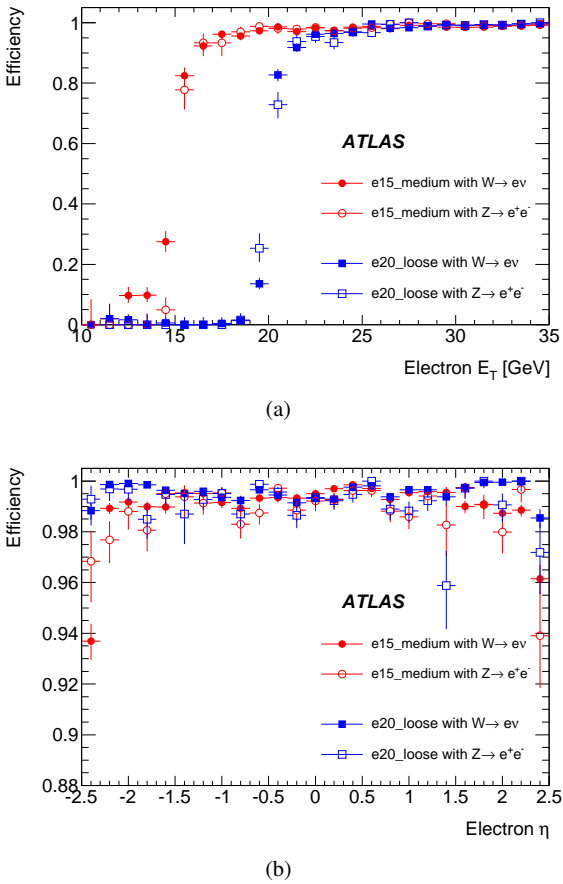 Efficiency
1
0.8
0.6
0.4
0.2
0
ATLAS
e15_medium with W→ eν
e15_medium with Z→ e⁺e⁻
e20_loose with W→ eν
e20_loose with Z→ e⁺e⁻
10 15 20 25 30 35
Electron E_T [GeV]
(a)
Efficiency
1
0.98
0.96
0.94
0.92
0.9
0.88
ATLAS
e15_medium with W→ eν
e15_medium with Z→ e⁺e⁻
e20_loose with W→ eν
e20_loose with Z→ e⁺e⁻
-2.5 -2 -1.5 -1 -0.5 0 0.5 1 1.5 2 2.5
Electron η
(b)